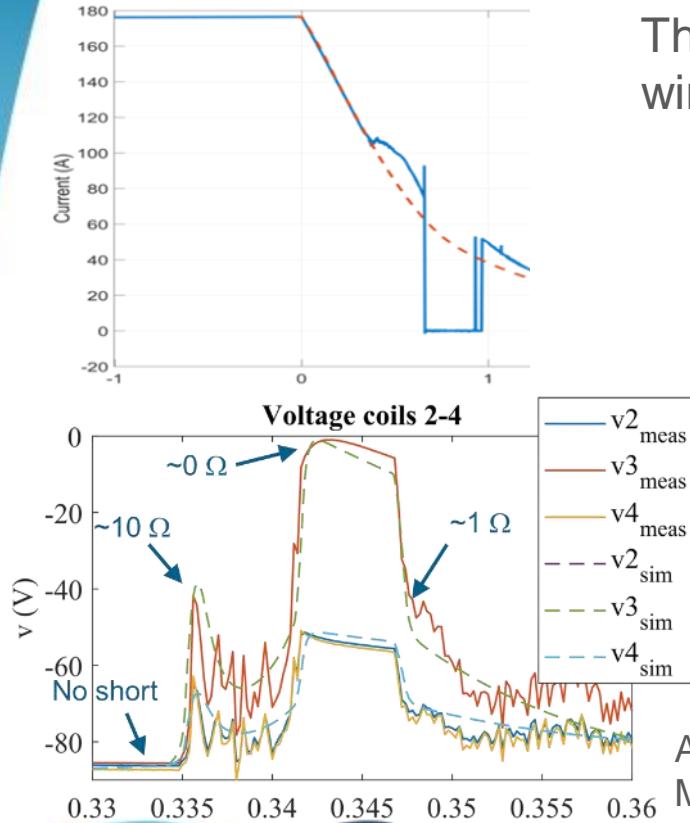 Th
win
180
160
140
120
100
80
60
40
20
0
-20
Current (A)
-1 0 1
Voltage coils 2-4
0
-20
-40
-60
-80
v (V)
~0 Ω
~10 Ω
~1 Ω
No short
v2meas
v3meas
v4meas
v2sim
v3sim
v4sim
0.33 0.335 0.34 0.345 0.35 0.355 0.36
A
M